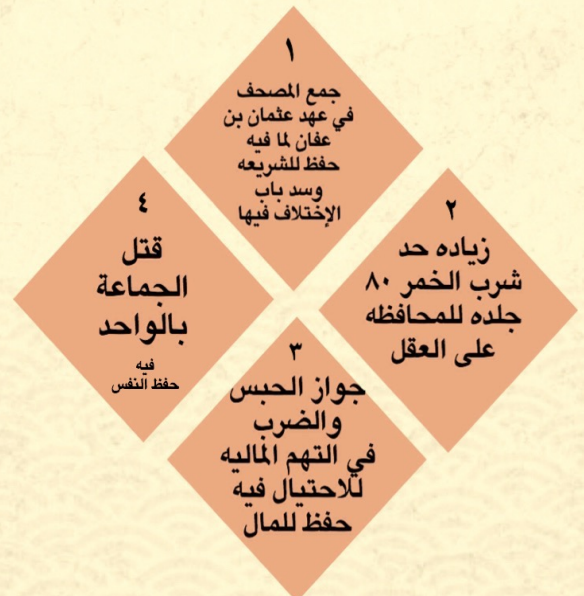 ١
جمع المصحف
في عهد عثمان بن
عفان لما فيه
حفظ للشريعه
وسد باب
الإختلاف فيها
٢
زياده حد
شرب الخمر ٨٠
جلده للمحافظه
على العقل
٣
جواز الحبس
والضرب
في التهم الماليه
للاحتيال فيه
حفظ للمال
٤
قتل
الجماعة
بالواحد
فيه
حفظ النفس